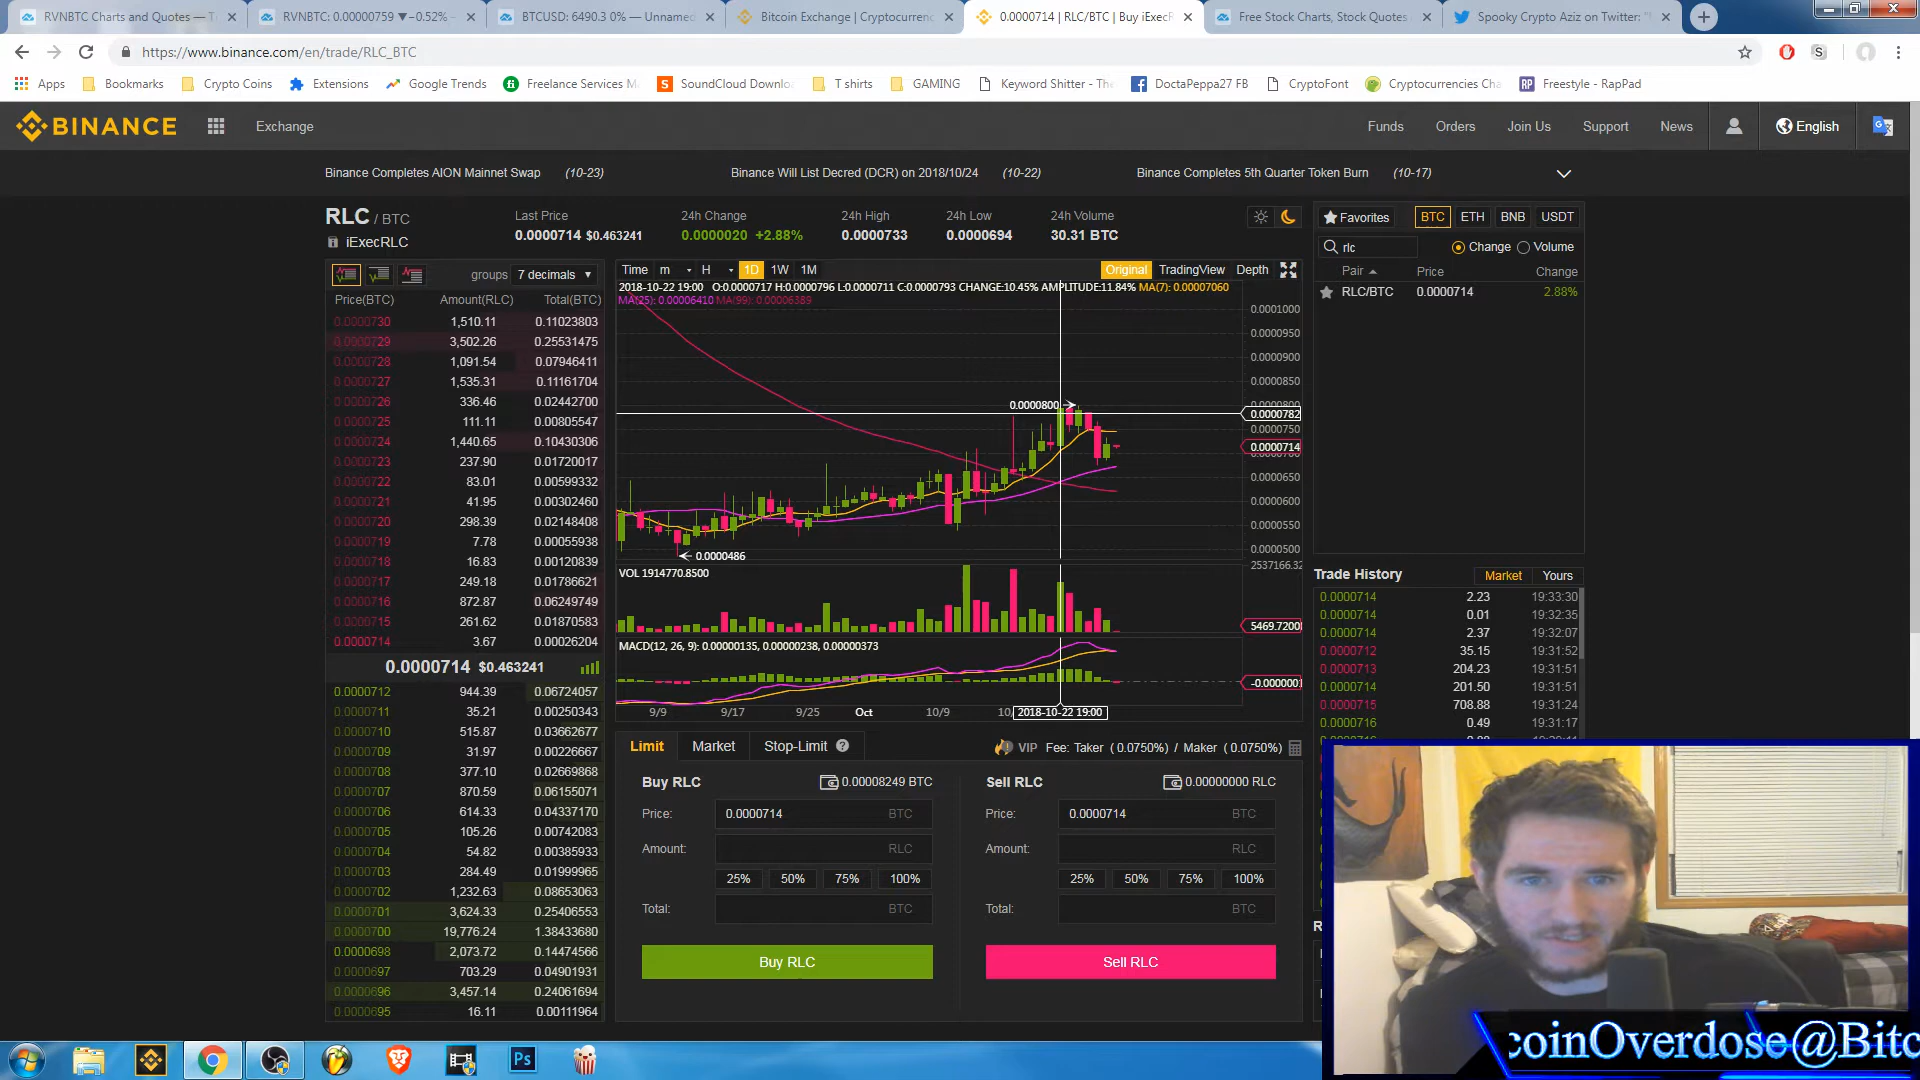 RVNBTC Charts and Quotes — T
RVNBTC: 0.00000759 ▼−0.52%
BTCUSD: 6490.3 0% — Unnamed
Bitcoin Exchange | Cryptocurrenc
0.0000714 | RLC/BTC | Buy iExecR
Free Stock Charts, Stock Quotes
Spooky Crypto Aziz on Twitter: "
https://www.binance.com/en/trade/RLC_BTC
Apps Bookmarks Crypto Coins Extensions Google Trends Freelance Services M SoundCloud Downlo T shirts GAMING Keyword Shitter - The DoctaPeppa27 FB CryptoFont Cryptocurrencies Cha Freestyle - RapPad
BINANCE Exchange Funds Orders Join Us Support News English
Binance Completes AION Mainnet Swap (10-23) Binance Will List Decred (DCR) on 2018/10/24 (10-22) Binance Completes 5th Quarter Token Burn (10-17)
RLC / BTC
iExecRLC
Last Price
0.0000714 $0.463241
24h Change
0.0000020 +2.88%
24h High
0.0000733
24h Low
0.0000694
24h Volume
30.31 BTC
groups 7 decimals
Price(BTC) Amount(RLC) Total(BTC)
0.0000730 1,510.11 0.11023803
0.0000729 3,502.26 0.25531475
0.0000728 1,091.54 0.07946411
0.0000727 1,535.31 0.11161704
0.0000726 336.46 0.02442700
0.0000725 111.11 0.00805547
0.0000724 1,440.65 0.10430306
0.0000723 237.90 0.01720017
0.0000722 83.01 0.00599332
0.0000721 41.95 0.00302460
0.0000720 298.39 0.02148408
0.0000719 7.78 0.00055938
0.0000718 16.83 0.00120839
0.0000717 249.18 0.01786621
0.0000716 872.87 0.06249749
0.0000715 261.62 0.01870583
0.0000714 3.67 0.00026204
0.0000714 $0.463241
0.0000712 944.39 0.06724057
0.0000711 35.21 0.00250343
0.0000710 515.87 0.03662677
0.0000709 31.97 0.00226667
0.0000708 377.10 0.02669868
0.0000707 870.59 0.06155071
0.0000706 614.33 0.04337170
0.0000705 105.26 0.00742083
0.0000704 54.82 0.00385933
0.0000703 284.49 0.01999965
0.0000702 1,232.63 0.08653063
0.0000701 3,624.33 0.25406553
0.0000700 19,776.24 1.38433680
0.0000698 2,073.72 0.14474566
0.0000697 703.29 0.04901931
0.0000696 3,457.14 0.24061694
0.0000695 16.11 0.00111964
Time m H 1D 1W 1M Original TradingView Depth
2018-10-22 19:00 O:0.0000717 H:0.0000796 L:0.0000711 C:0.0000793 CHANGE:10.45% AMPLITUDE:11.84% MA(7): 0.00007060
MA(25): 0.00006410 MA(99): 0.00006389
0.0001000
0.0000950
0.0000900
0.0000850
0.0000800
0.0000800
0.0000782
0.0000750
0.0000714
0.0000650
0.0000600
0.0000550
0.0000500
0.0000486
VOL 1914770.8500
2537166.32
5469.7200
MACD(12, 26, 9): 0.00000135, 0.00000238, 0.00000373
-0.0000001
9/9 9/17 9/25 Oct 10/9 2018-10-22 19:00
Limit Market Stop-Limit VIP Fee: Taker ( 0.0750% ) / Maker ( 0.0750% )
Buy RLC 0.00008249 BTC
Price: 0.0000714 BTC
Amount: RLC
25% 50% 75% 100%
Total: BTC
Buy RLC
Sell RLC 0.00000000 RLC
Price: 0.0000714 BTC
Amount: RLC
25% 50% 75% 100%
Total: BTC
Sell RLC
Favorites BTC ETH BNB USDT
rlc Change Volume
Pair Price Change
RLC/BTC 0.0000714 2.88%
Trade History Market Yours
0.0000714 2.23 19:33:30
0.0000714 0.01 19:32:35
0.0000714 2.37 19:32:07
0.0000712 35.15 19:31:52
0.0000713 204.23 19:31:51
0.0000714 201.50 19:31:51
0.0000715 708.88 19:31:24
0.0000716 0.49 19:31:17
coinOverdose@Bitc
Ps